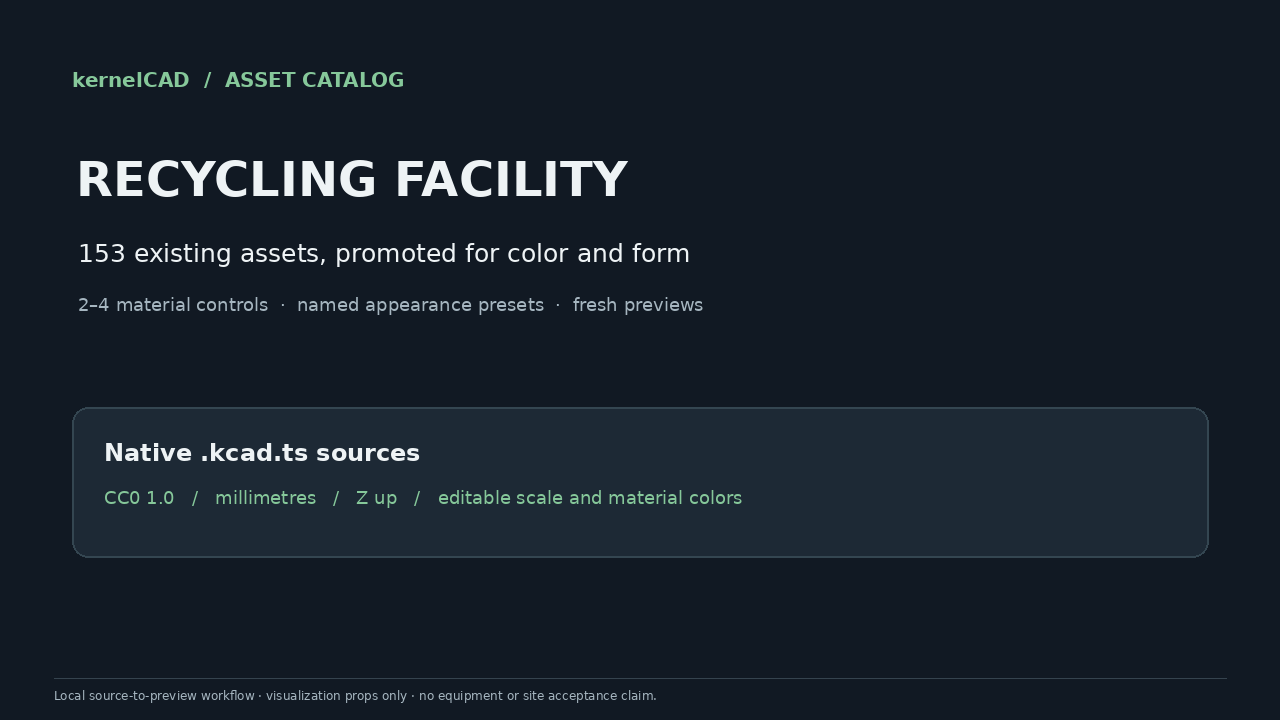 kernelCAD / ASSET CATALOG
RECYCLING FACILITY
153 existing assets, promoted for color and form
2–4 material controls · named appearance presets · fresh previews
Native .kcad.ts sources
CC0 1.0 / millimetres / Z up / editable scale and material colors
Local source-to-preview workflow · visualization props only · no equipment or site acceptance claim.